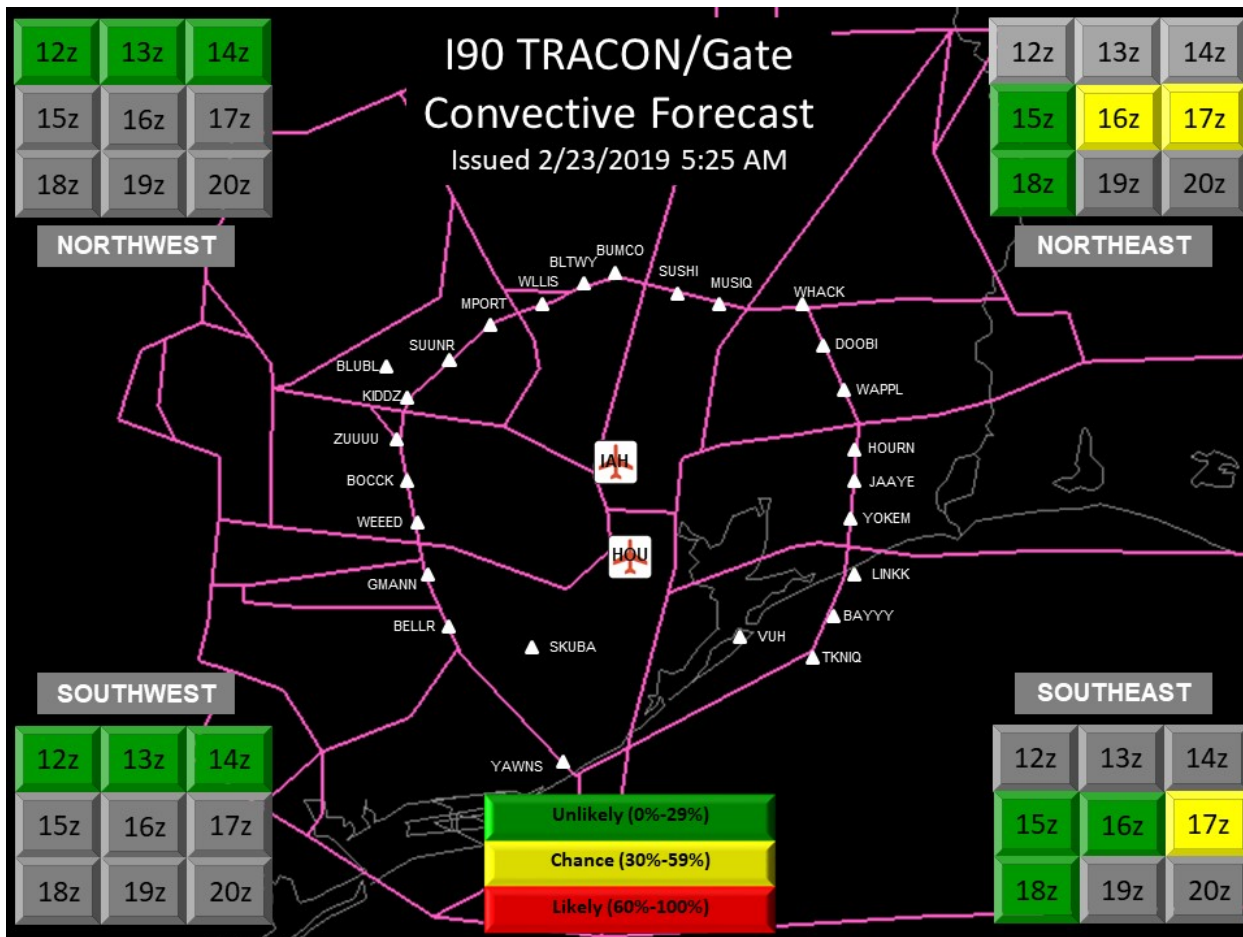 I90 TRACON/Gate
Convective Forecast
Issued 2/23/2019 5:25 AM
12z 13z 14z
15z 16z 17z
18z 19z 20z
NORTHWEST
12z 13z 14z
15z 16z 17z
18z 19z 20z
NORTHEAST
BUMCO
BLTWY
SUSHI
WLLIS
MUSIQ
WHACK
MPORT
SUUNR
DOOBI
BLUBL
WAPPL
KIDDZ
ZUUUU
HOURN
IAH
BOCCK
JAAYE
WEEED
YOKEM
HOU
GMANN
LINKK
BAYYY
BELLR
VUH
SKUBA
TKNIQ
YAWNS
SOUTHWEST
12z 13z 14z
15z 16z 17z
18z 19z 20z
SOUTHEAST
12z 13z 14z
15z 16z 17z
18z 19z 20z
Unlikely (0%-29%)
Chance (30%-59%)
Likely (60%-100%)